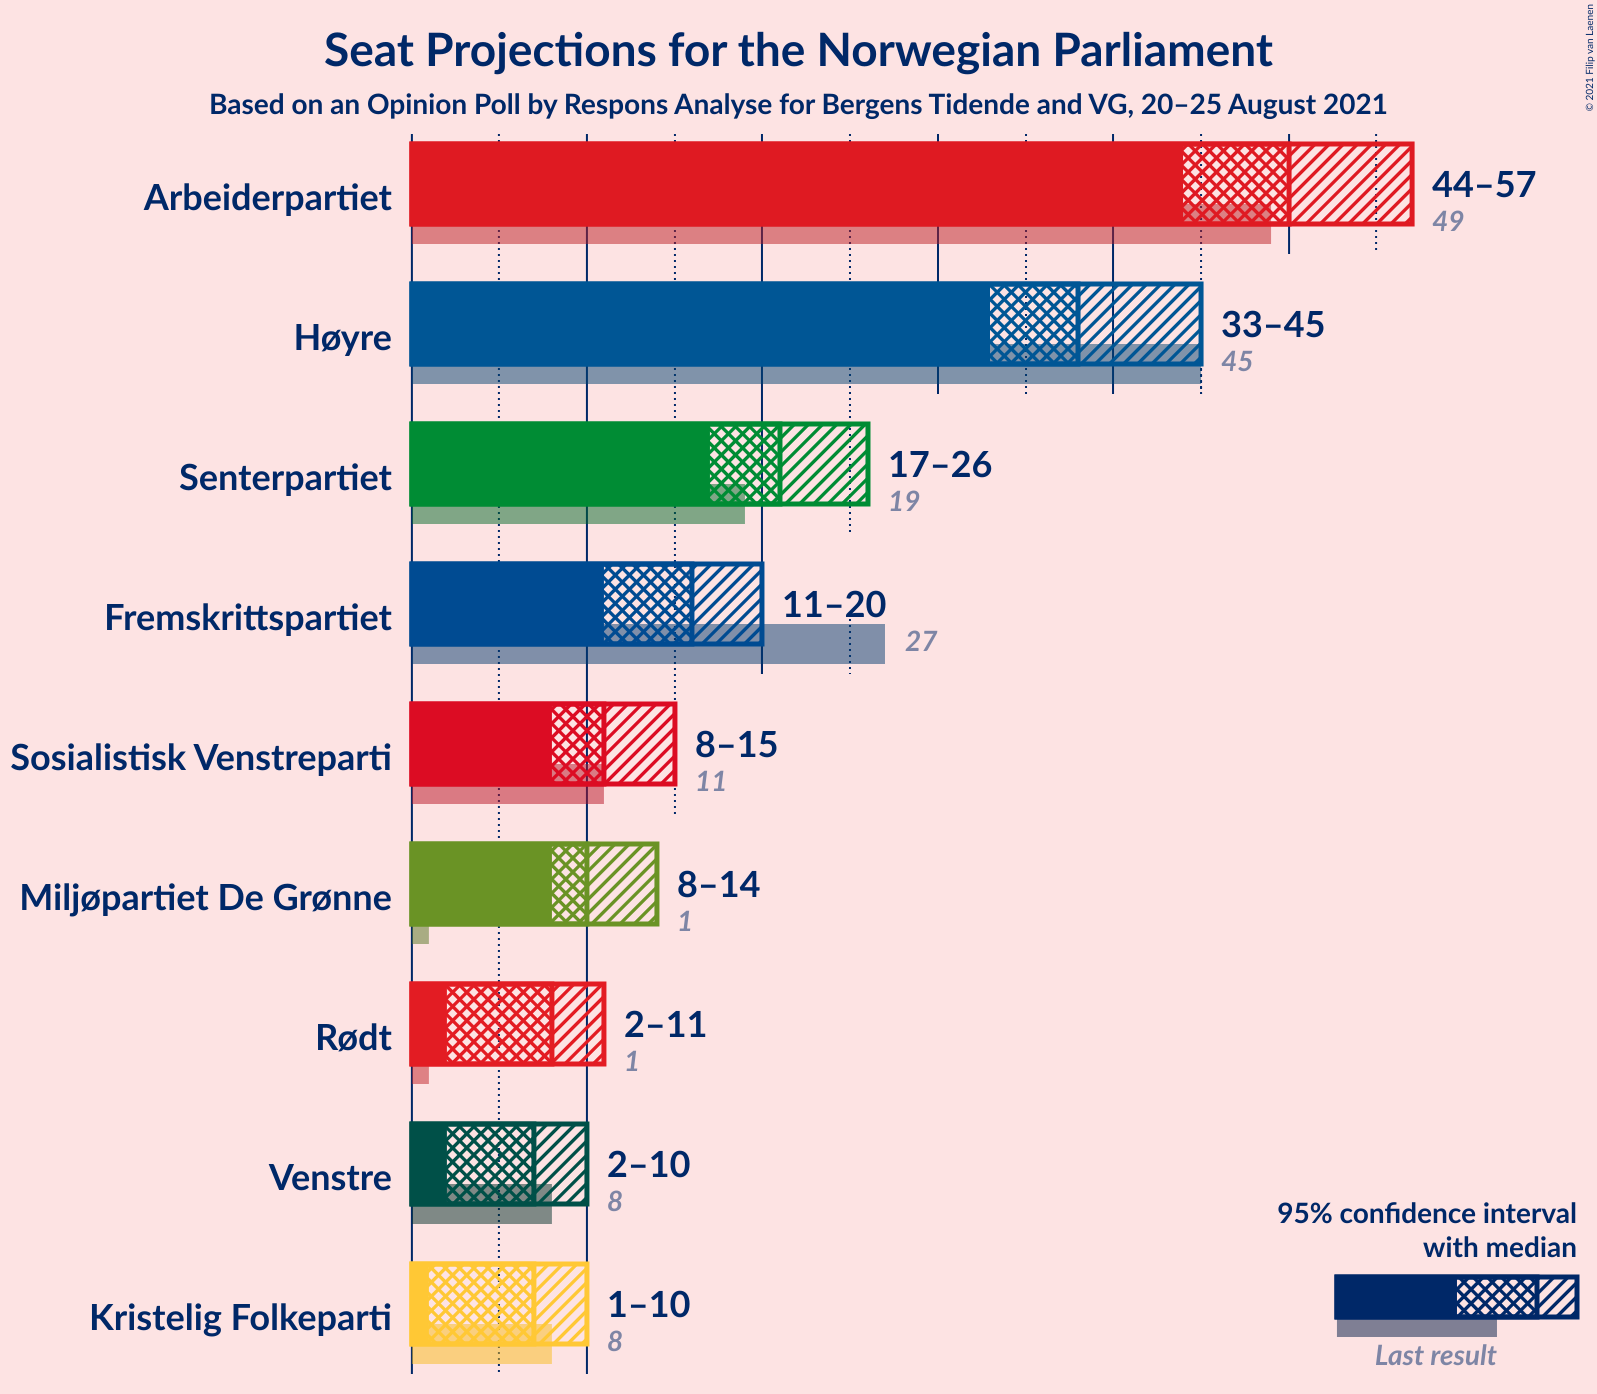 Seat Projections for the Norwegian Parliament
Based on an Opinion Poll by Respons Analyse for Bergens Tidende and VG, 20–25 August 2021
© 2021 Filip van Laenen
Arbeiderpartiet
44–57
49
Høyre
33–45
45
Senterpartiet
17–26
19
Fremskrittspartiet
11–20
27
Sosialistisk Venstreparti
8–15
11
Miljøpartiet De Grønne
8–14
1
Rødt
2–11
1
Venstre
2–10
8
Kristelig Folkeparti
1–10
8
95% confidence interval
with median
Last result